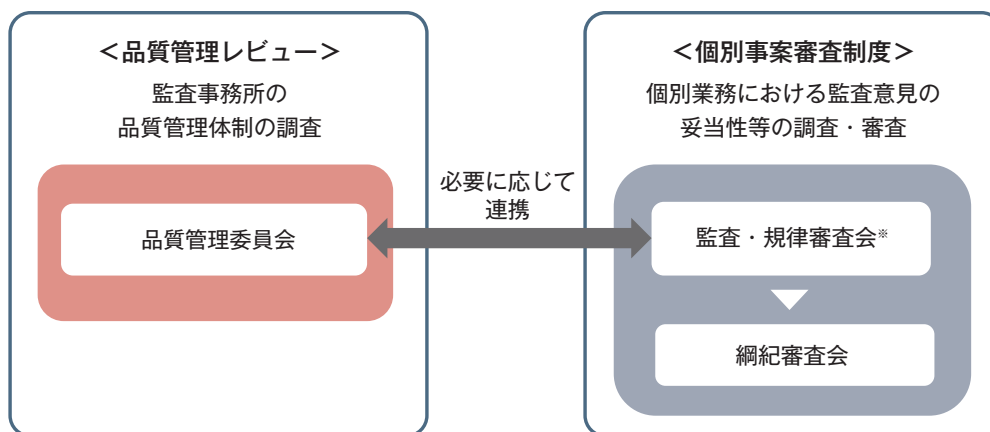 ＜品質管理レビュー＞
監査事務所の
品質管理体制の調査
品質管理委員会
必要に応じて
連携
＜個別事案審査制度＞
個別業務における監査意見の
妥当性等の調査・審査
監査・規律審査会※
綱紀審査会